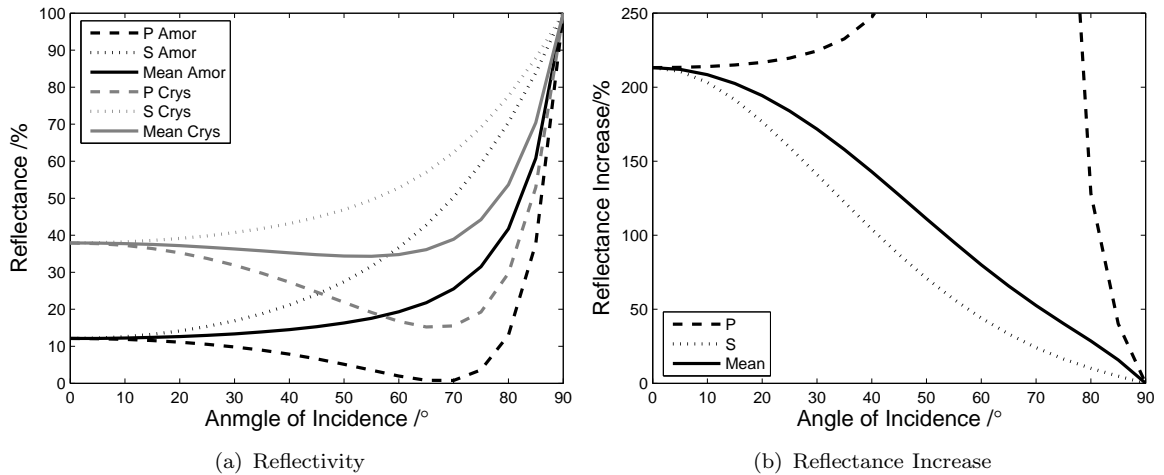 100
90
80
70
60
50
40
30
20
10
0
Reflectance /%
P Amor
S Amor
Mean Amor
P Crys
S Crys
Mean Crys
0 10 20 30 40 50 60 70 80 90
Anmgle of Incidence /°
(a) Reflectivity
250
200
150
100
50
0
Reflectance Increase/%
P
S
Mean
0 10 20 30 40 50 60 70 80 90
Angle of Incidence /°
(b) Reflectance Increase